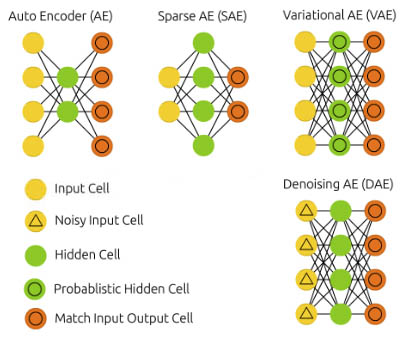 Auto Encoder (AE)
Sparse AE (SAE)
Variational AE (VAE)
Input Cell
Noisy Input Cell
Hidden Cell
Probablistic Hidden Cell
Match Input Output Cell
Denoising AE (DAE)